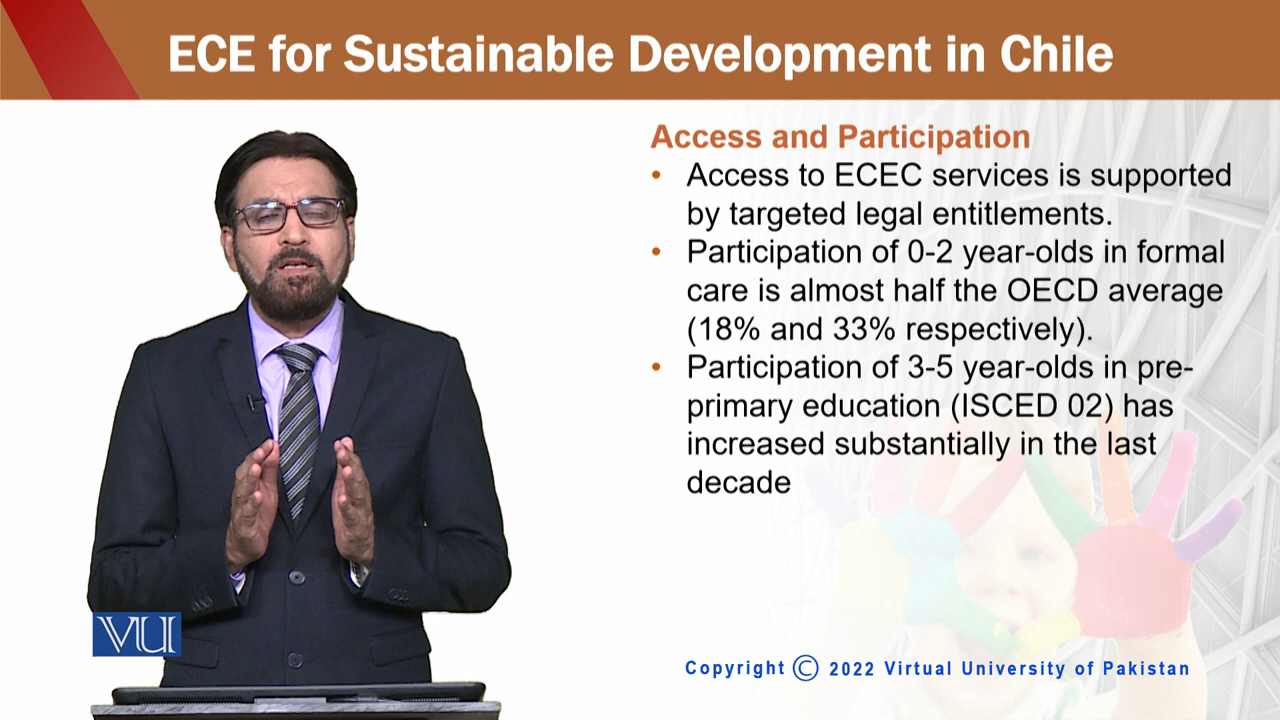 ECE for Sustainable Development in Chile
Access and Participation
• Access to ECEC services is supported
by targeted legal entitlements.
• Participation of 0-2 year-olds in formal
care is almost half the OECD average
(18% and 33% respectively).
• Participation of 3-5 year-olds in pre-
primary education (ISCED 02) has
increased substantially in the last
decade
VU
Copyright © 2022 Virtual University of Pakistan